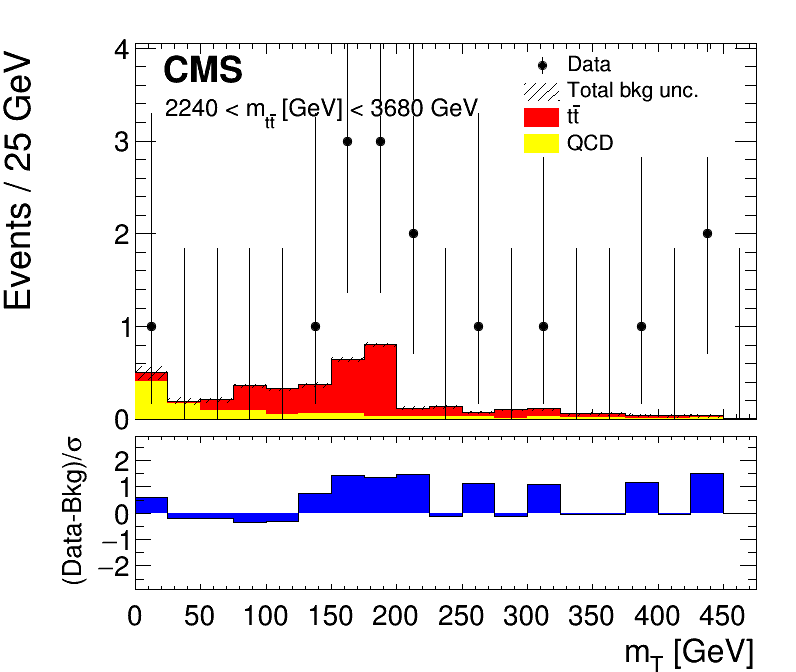 Events / 25 GeV
4
3
2
1
0
CMS
2240 < m_tt̄ [GeV] < 3680 GeV
Data
Total bkg unc.
tt̄
QCD
(Data-Bkg)/σ
2
1
0
−1
−2
0 50 100 150 200 250 300 350 400 450
m_T [GeV]